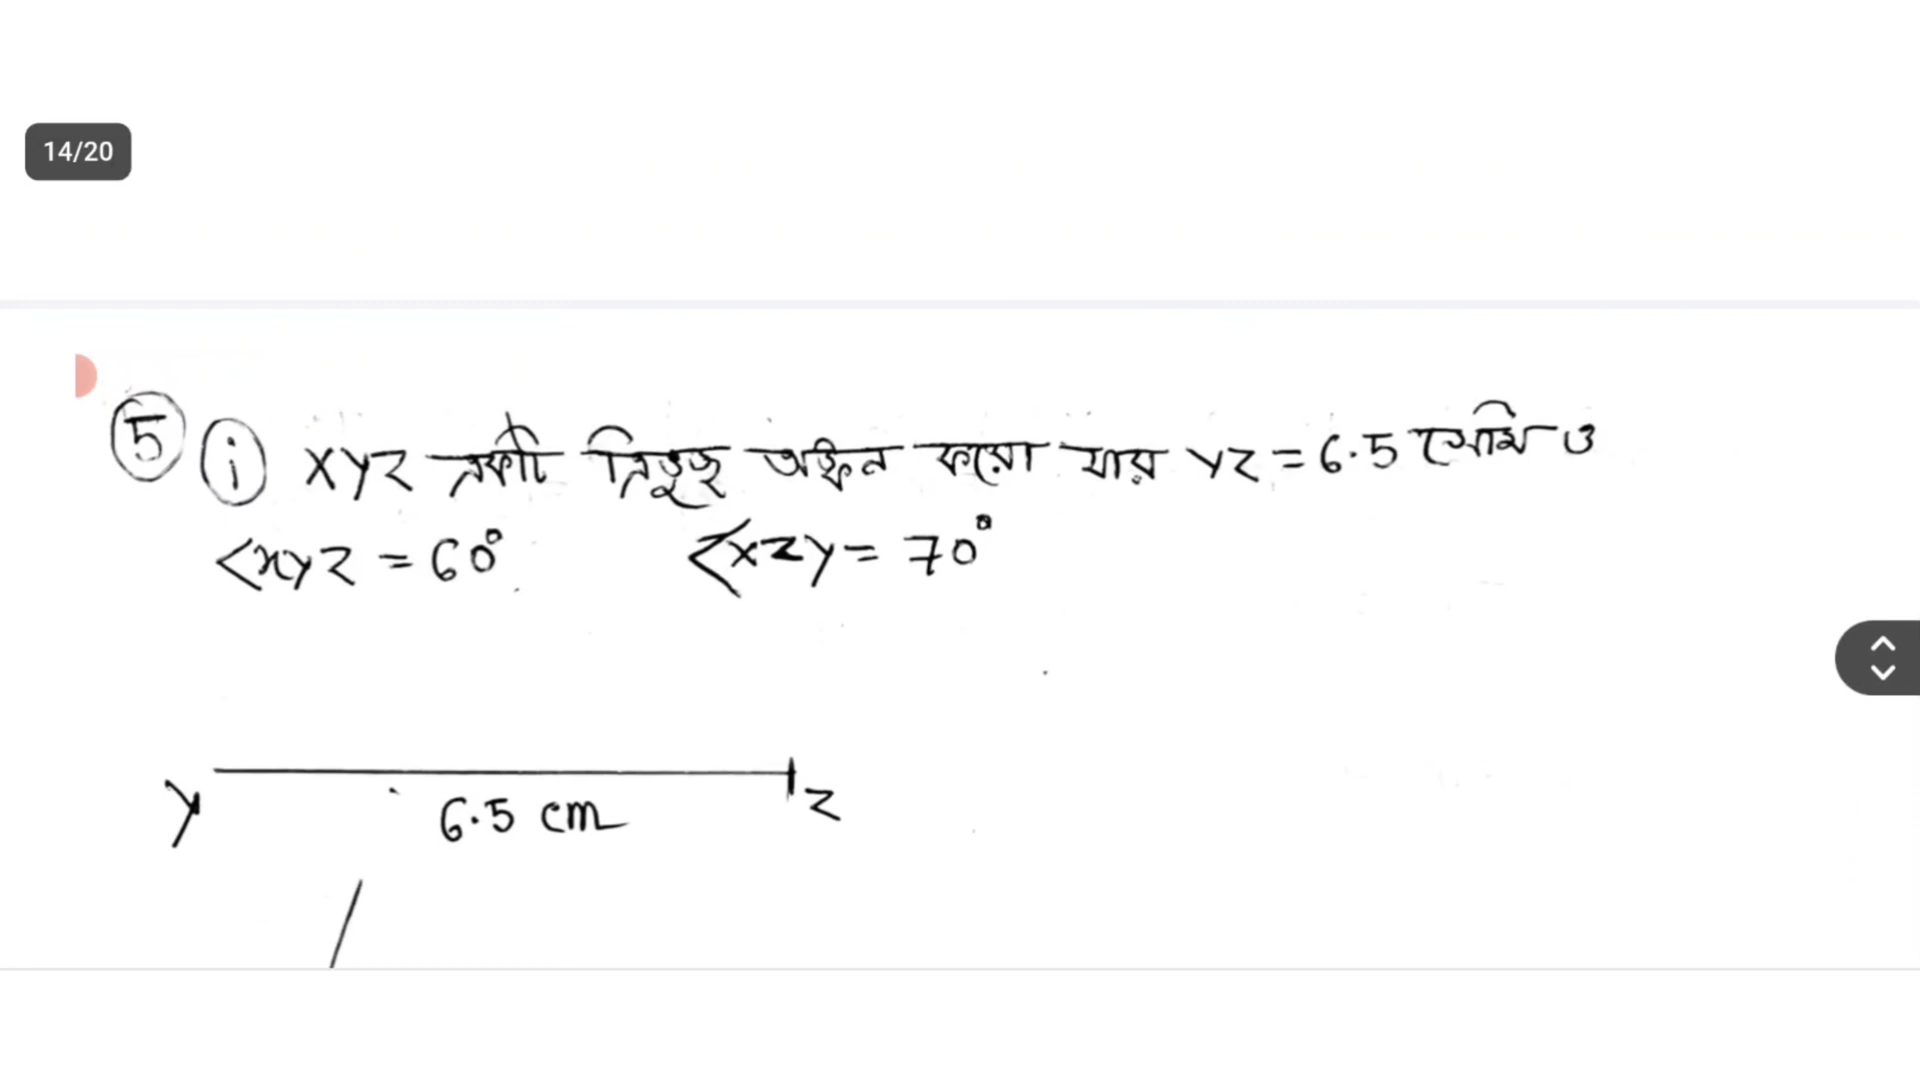 14/20
5 i XYZ একটি ত্রিভুজ অঙ্কন করো যার YZ = 6.5 সেমি ও
<XYZ = 60° <XZY = 70°
Y 6.5 cm Z